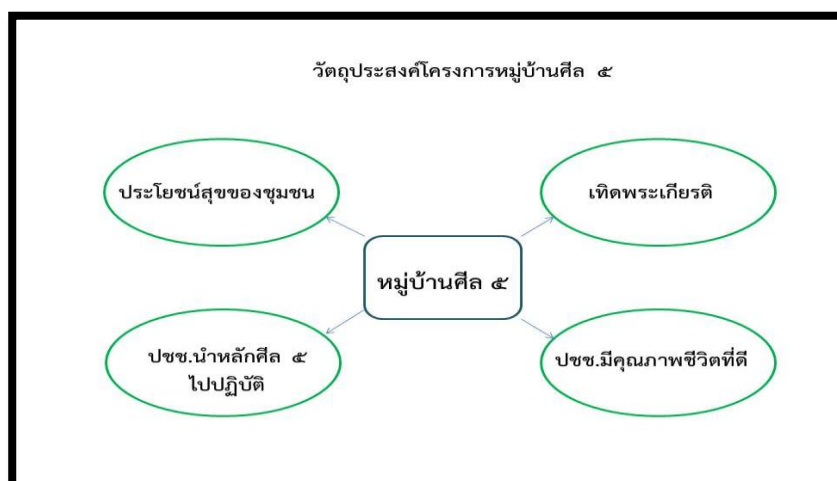 วัตถุประสงค์โครงการหมู่บ้านศีล ๕
ประโยชน์สุขของชุมชน
เทิดพระเกียรติ
หมู่บ้านศีล ๕
ปชช.นำหลักศีล ๕
ไปปฏิบัติ
ปชช.มีคุณภาพชีวิตที่ดี